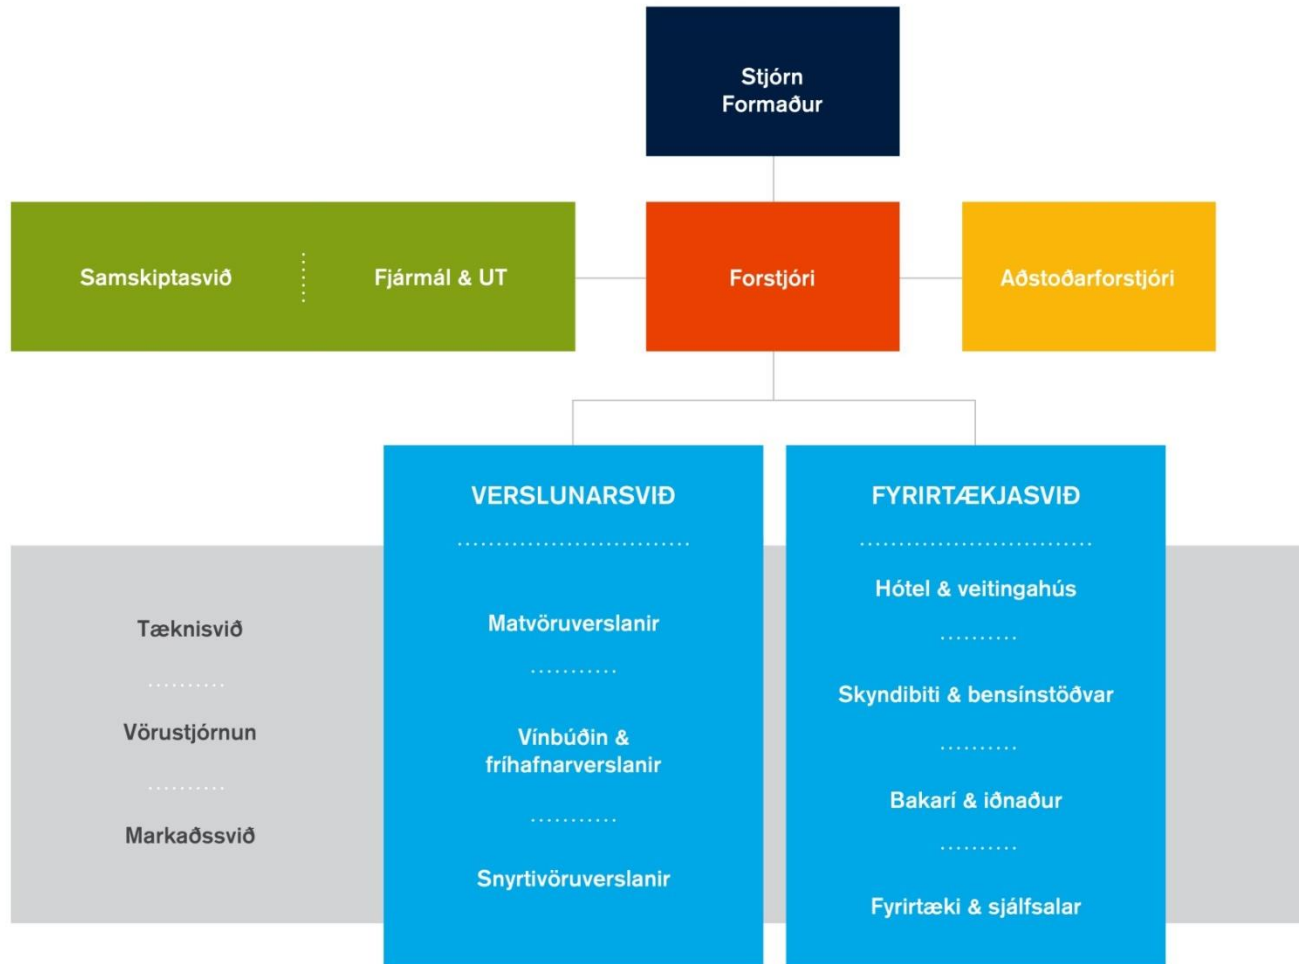 Stjórn
Formaður
Samskiptasvið
Fjármál & UT
Forstjóri
Aðstoðarforstjóri
VERSLUNARSVIÐ
FYRIRTÆKJASVIÐ
Tæknisvið
Vörustjórnun
Markaðssvið
Matvöruverslanir
Vínbúðin &
fríhafnarverslanir
Snyrtivöruverslanir
Hótel & veitingahús
Skyndibiti & bensínstöðvar
Bakarí & iðnaður
Fyrirtæki & sjálfsalar